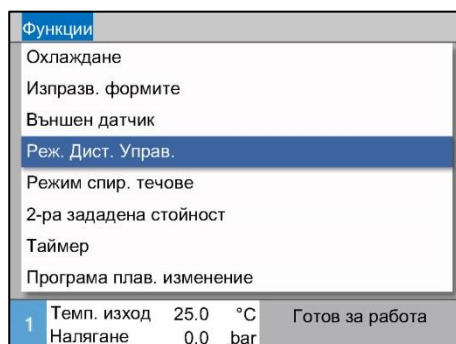 Функции
Охлаждане
Изпразв. формите
Външен датчик
Реж. Дист. Управ.
Режим спир. течове
2-ра зададена стойност
Таймер
Програма плав. изменение
1 Темп. изход 25.0 °C Готов за работа
Налягане 0.0 bar